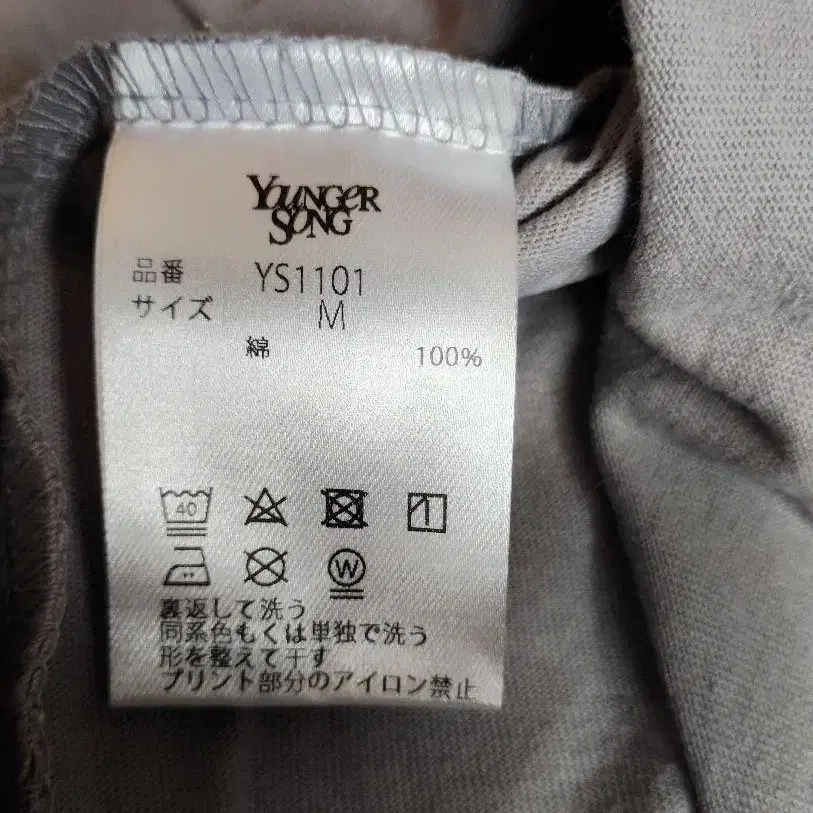 YOUNGER
SONG
品番 YS1101
サイズ M
綿 100%
40
W
裏返して洗う
同系色もくは単独で洗う
形を整えて干す
プリント部分のアイロン禁止